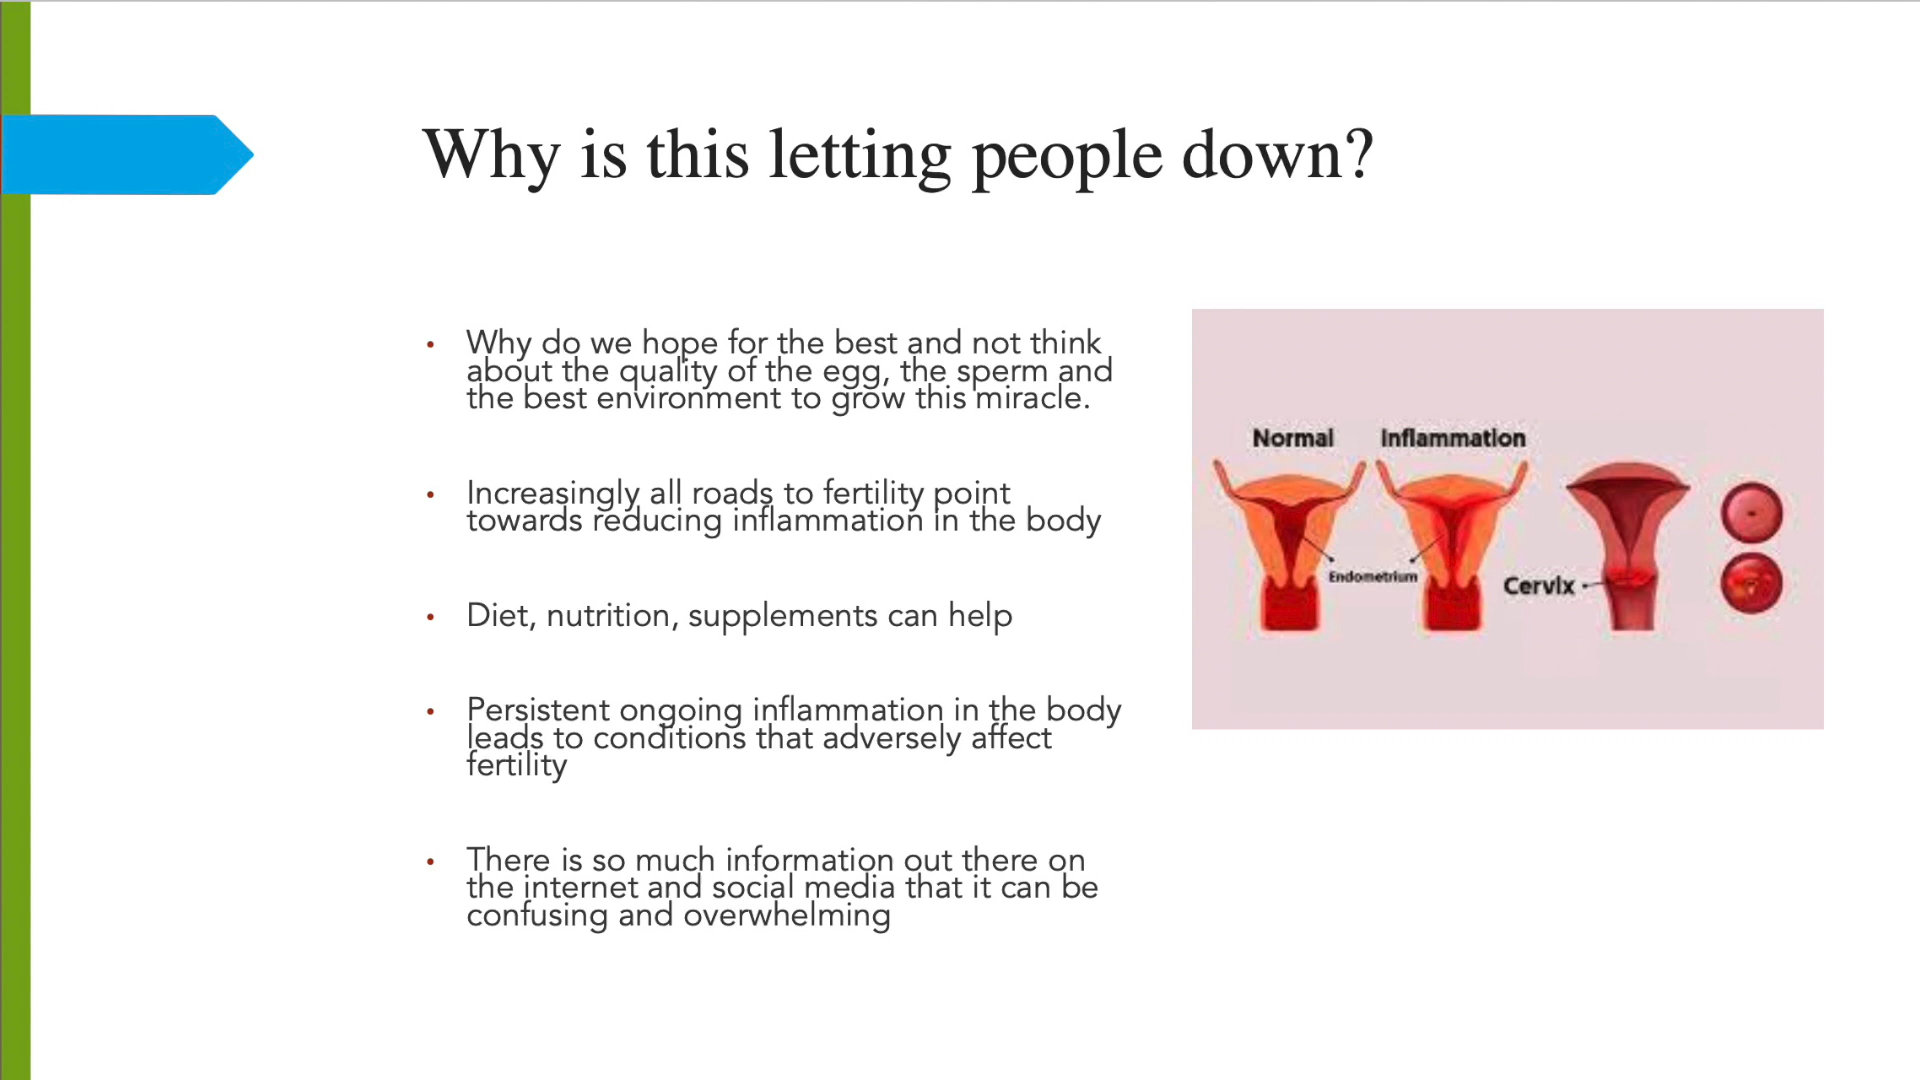 Why is this letting people down?
• Why do we hope for the best and not think
about the quality of the egg, the sperm and
the best environment to grow this miracle.
• Increasingly all roads to fertility point
towards reducing inflammation in the body
• Diet, nutrition, supplements can help
• Persistent ongoing inflammation in the body
leads to conditions that adversely affect
fertility
• There is so much information out there on
the internet and social media that it can be
confusing and overwhelming
Normal Inflammation
Endometrium
Cervix